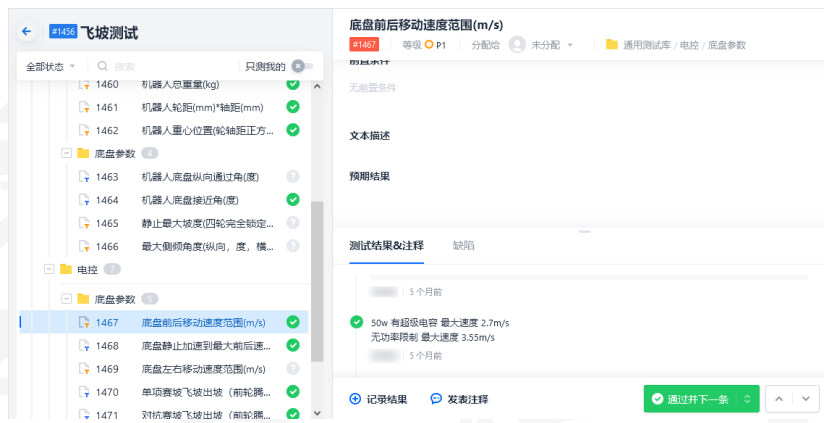 #1456 飞坡测试
全部状态 搜索 只测我的
1460 机器人总重量(kg)
1461 机器人轮距(mm)*轴距(mm)
1462 机器人重心位置(轮轴距正方...
底盘参数 4
1463 机器人底盘纵向通过角(度)
1464 机器人底盘接近角(度)
1465 静止最大坡度(四轮完全锁定...
1466 最大侧倾角度(纵向，度，横...
电控 7
底盘参数 5
1467 底盘前后移动速度范围(m/s)
1468 底盘静止加速到最大前后速...
1469 底盘左右移动速度范围(m/s)
1470 单项赛坡飞坡出坡（前轮腾...
1471 对抗赛坡飞坡出坡（前轮腾...
底盘前后移动速度范围(m/s)
#1467 等级 P1 分配给 未分配 通用测试库 / 电控 / 底盘参数
前置条件
无前置条件
文本描述
预期结果
测试结果&注释 缺陷
5 个月前
50w 有超级电容 最大速度 2.7m/s
无功率限制 最大速度 3.55m/s
5 个月前
记录结果 发表注释 通过并下一条